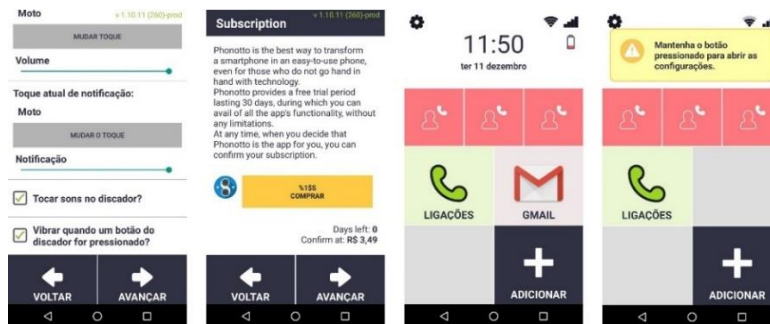 Moto
v 1.10.11 (260)-prod
MUDAR TOQUE
Volume
Toque atual de notificação:
Moto
MUDAR O TOQUE
Notificação
Tocar sons no discador?
Vibrar quando um botão do
discador for pressionado?
VOLTAR
AVANÇAR
v 1.10.11 (260)-prod
Subscription
Phonotto is the best way to transform
a smartphone in an easy-to-use phone,
even for those who do not go hand in
hand with technology.
Phonotto provides a free trial period
lasting 30 days, during which you can
avail of all the app's functionality, without
any limitations.
At any time, when you decide that
Phonotto is the app for you, you can
confirm your subscription.
%1$S
COMPRAR
Days left: 0
Confirm at: R$ 3,49
VOLTAR
AVANÇAR
11:50
ter 11 dezembro
LIGAÇÕES
GMAIL
ADICIONAR
Mantenha o botão
pressionado para abrir as
configurações.
LIGAÇÕES
ADICIONAR